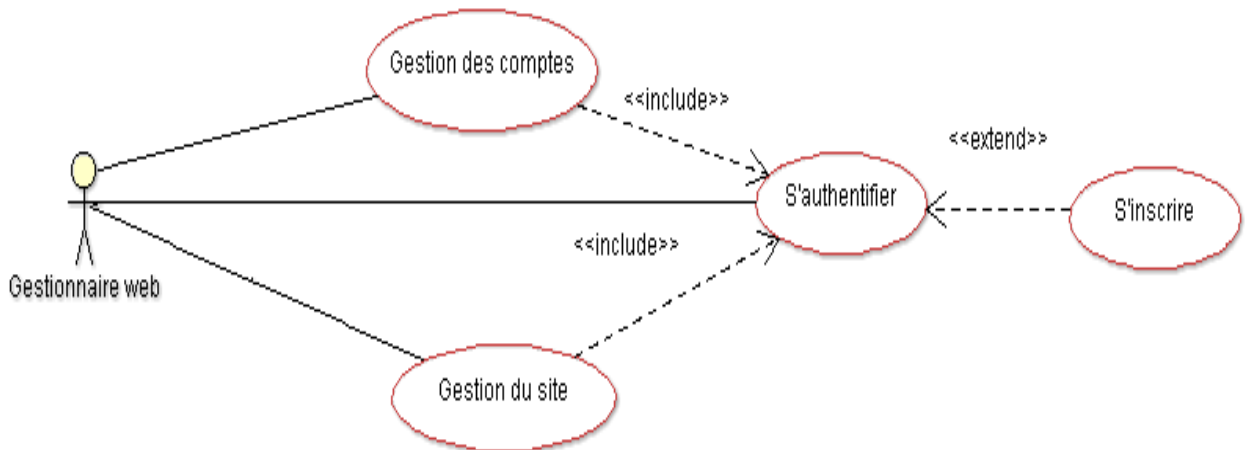 Gestion des comptes
<<include>>
<<extend>>
S'authentifier
S'inscrire
<<include>>
Gestionnaire web
Gestion du site